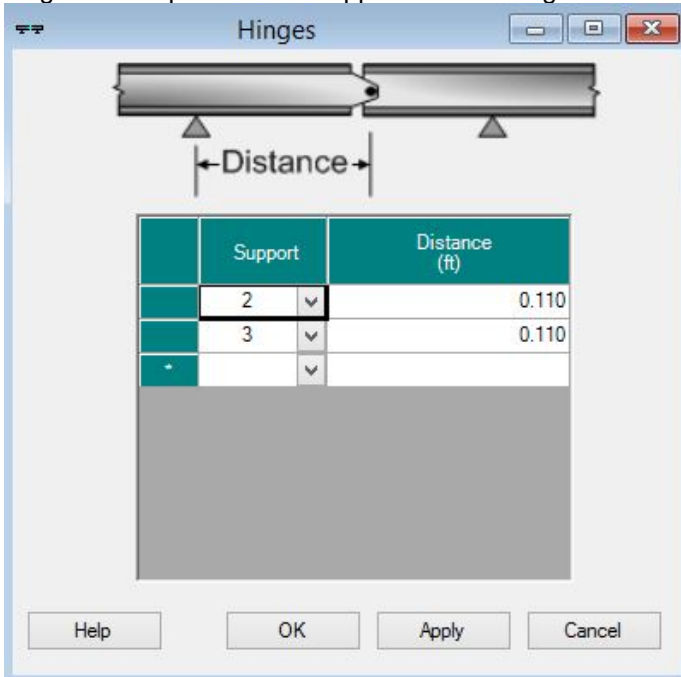 Hinges
Distance
Support
Distance
(ft)
2
0.110
3
0.110
*
Help
OK
Apply
Cancel